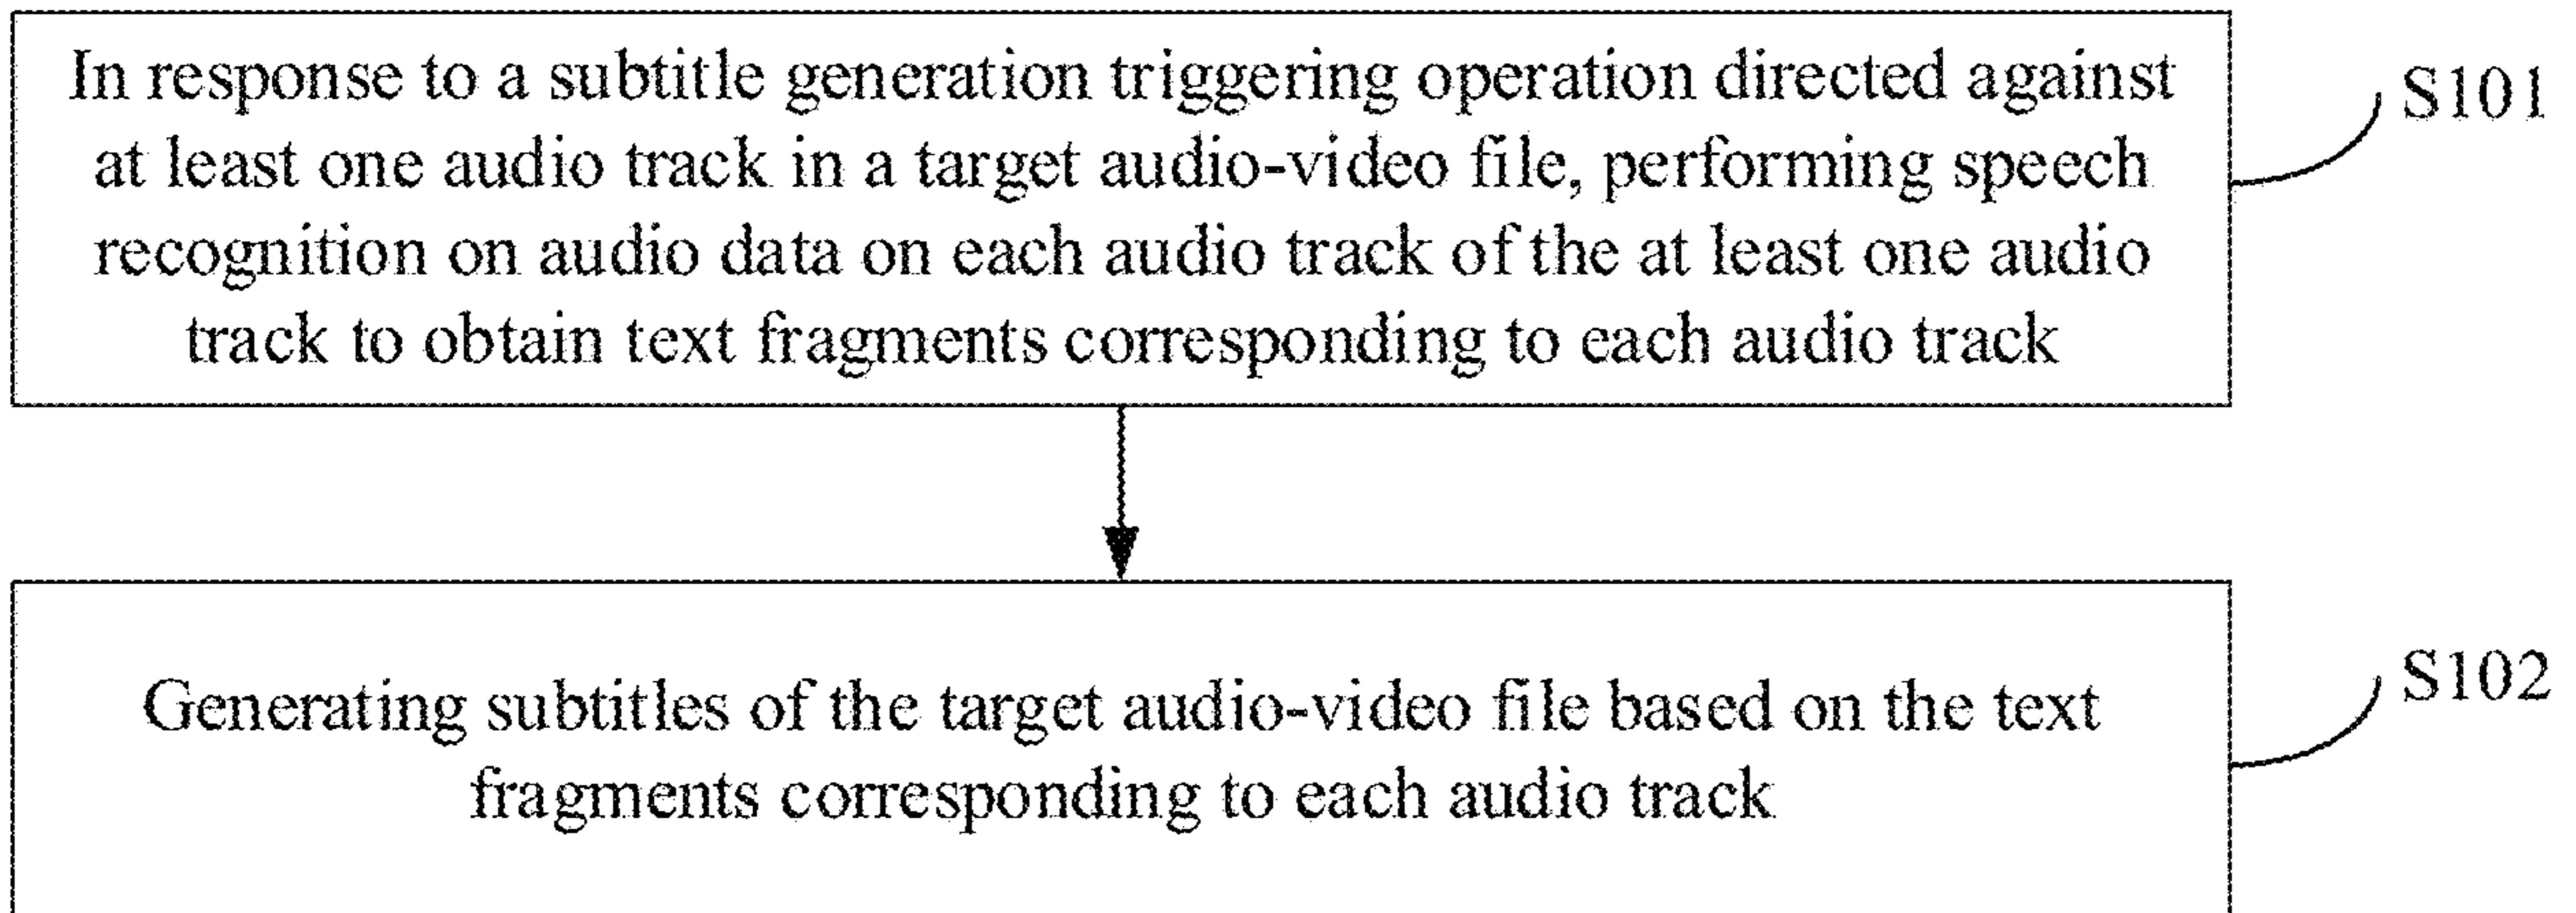 In response to a subtitle generation triggering operation directed against
at least one audio track in a target audio-video file, performing speech
recognition on audio data on each audio track of the at least one audio
track to obtain text fragments corresponding to each audio track
S101
Generating subtitles of the target audio-video file based on the text
fragments corresponding to each audio track
S102